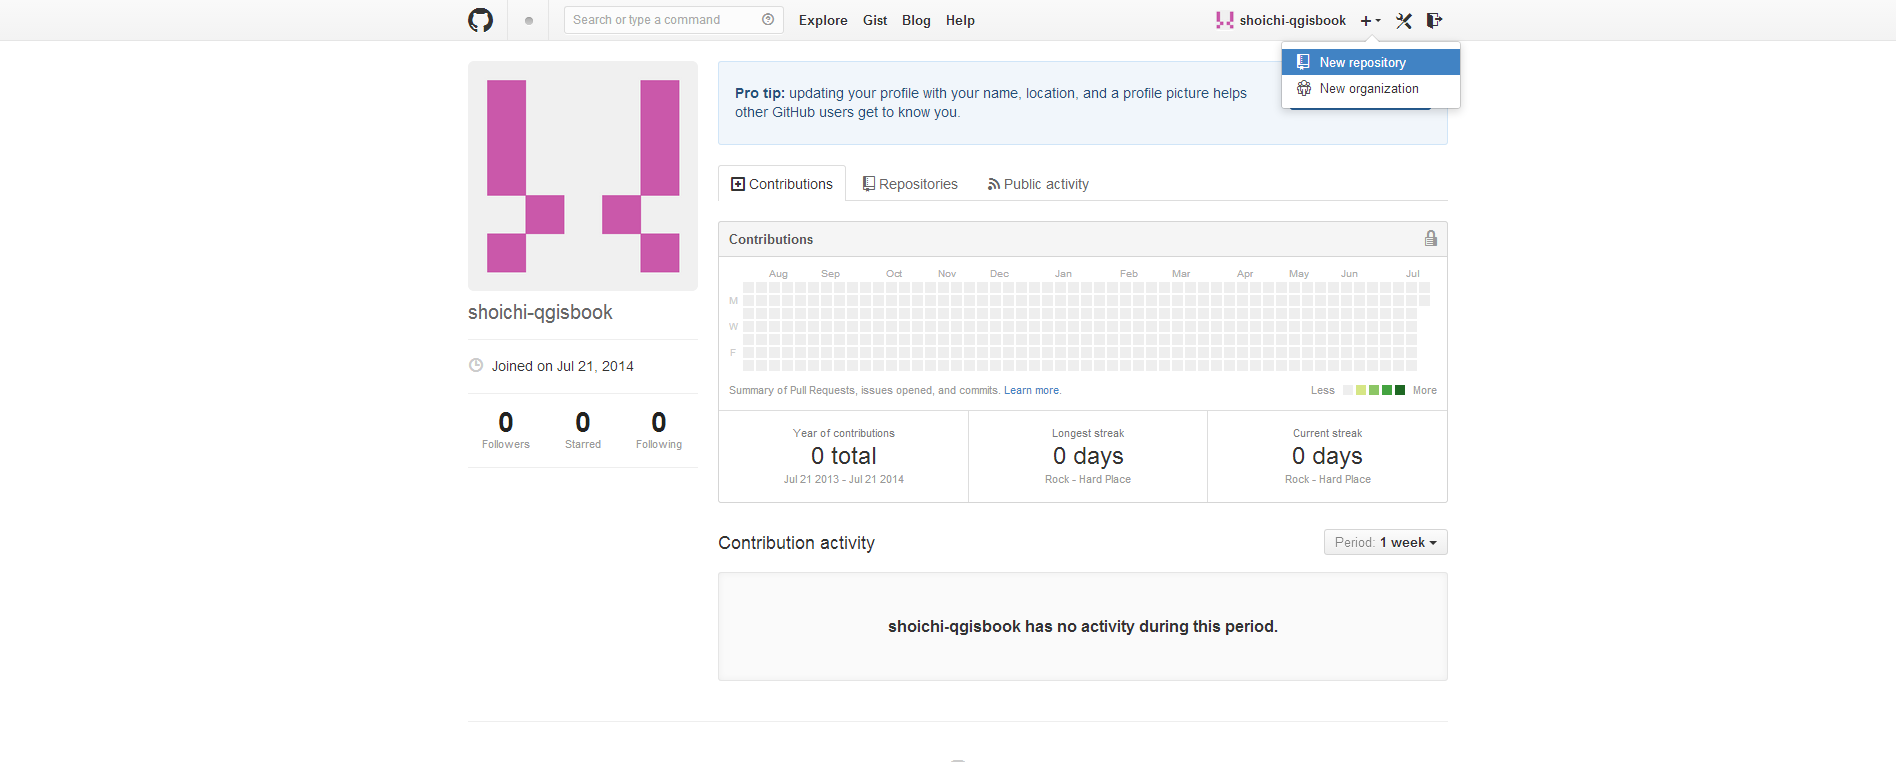 Search or type a command
Explore Gist Blog Help
shoichi-qgisbook
New repository
New organization
Pro tip: updating your profile with your name, location, and a profile picture helps
other GitHub users get to know you.
Contributions Repositories Public activity
Contributions
Aug Sep Oct Nov Dec Jan Feb Mar Apr May Jun Jul
M
W
F
Summary of Pull Requests, issues opened, and commits. Learn more.
Less More
Year of contributions
0 total
Jul 21 2013 - Jul 21 2014
Longest streak
0 days
Rock - Hard Place
Current streak
0 days
Rock - Hard Place
shoichi-qgisbook
Joined on Jul 21, 2014
0 0 0
Followers Starred Following
Contribution activity
Period: 1 week
shoichi-qgisbook has no activity during this period.